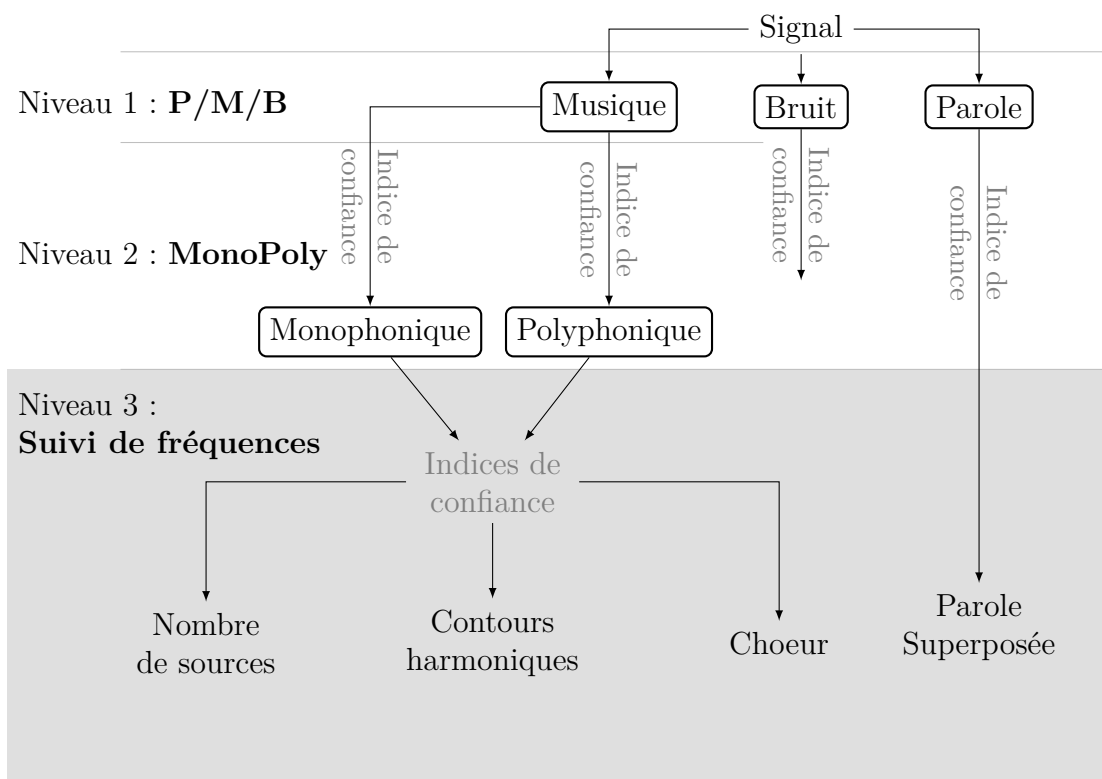 Signal
Niveau 1 : P/M/B
Musique
Bruit
Parole
Indice de
confiance
Indice de
confiance
Indice de
confiance
Indice de
confiance
Niveau 2 : MonoPoly
Monophonique
Polyphonique
Niveau 3 :
Suivi de fréquences
Indices de
confiance
Nombre
de sources
Contours
harmoniques
Choeur
Parole
Superposée